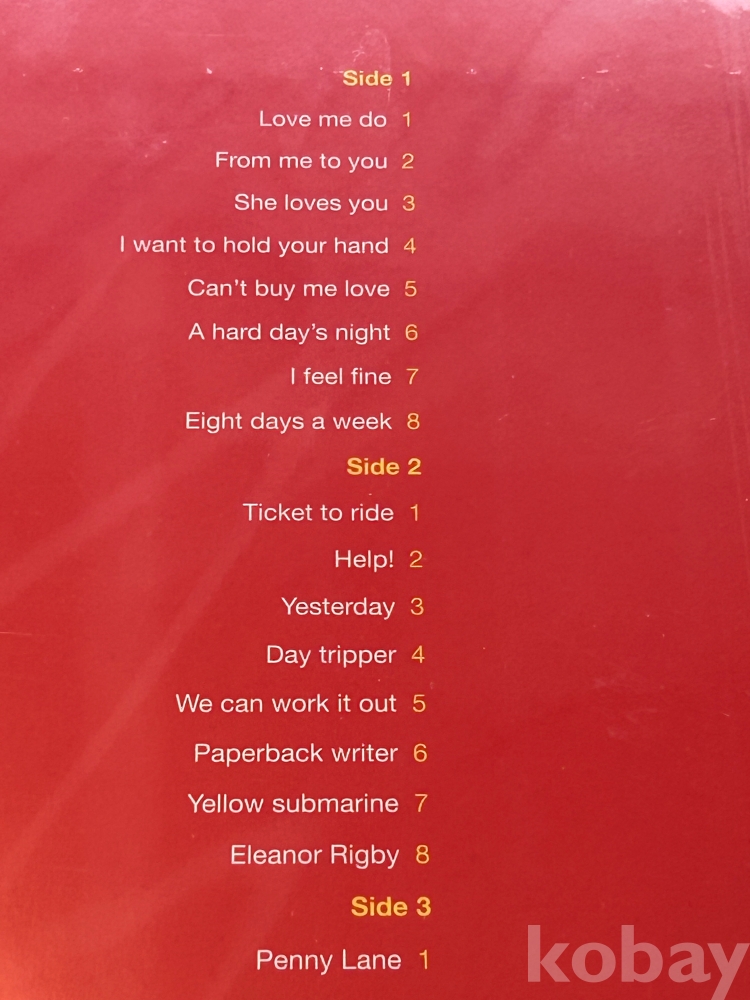 Side 1
Love me do 1
From me to you 2
She loves you 3
I want to hold your hand 4
Can't buy me love 5
A hard day's night 6
I feel fine 7
Eight days a week 8
Side 2
Ticket to ride 1
Help! 2
Yesterday 3
Day tripper 4
We can work it out 5
Paperback writer 6
Yellow submarine 7
Eleanor Rigby 8
Side 3
Penny Lane 1
kobay